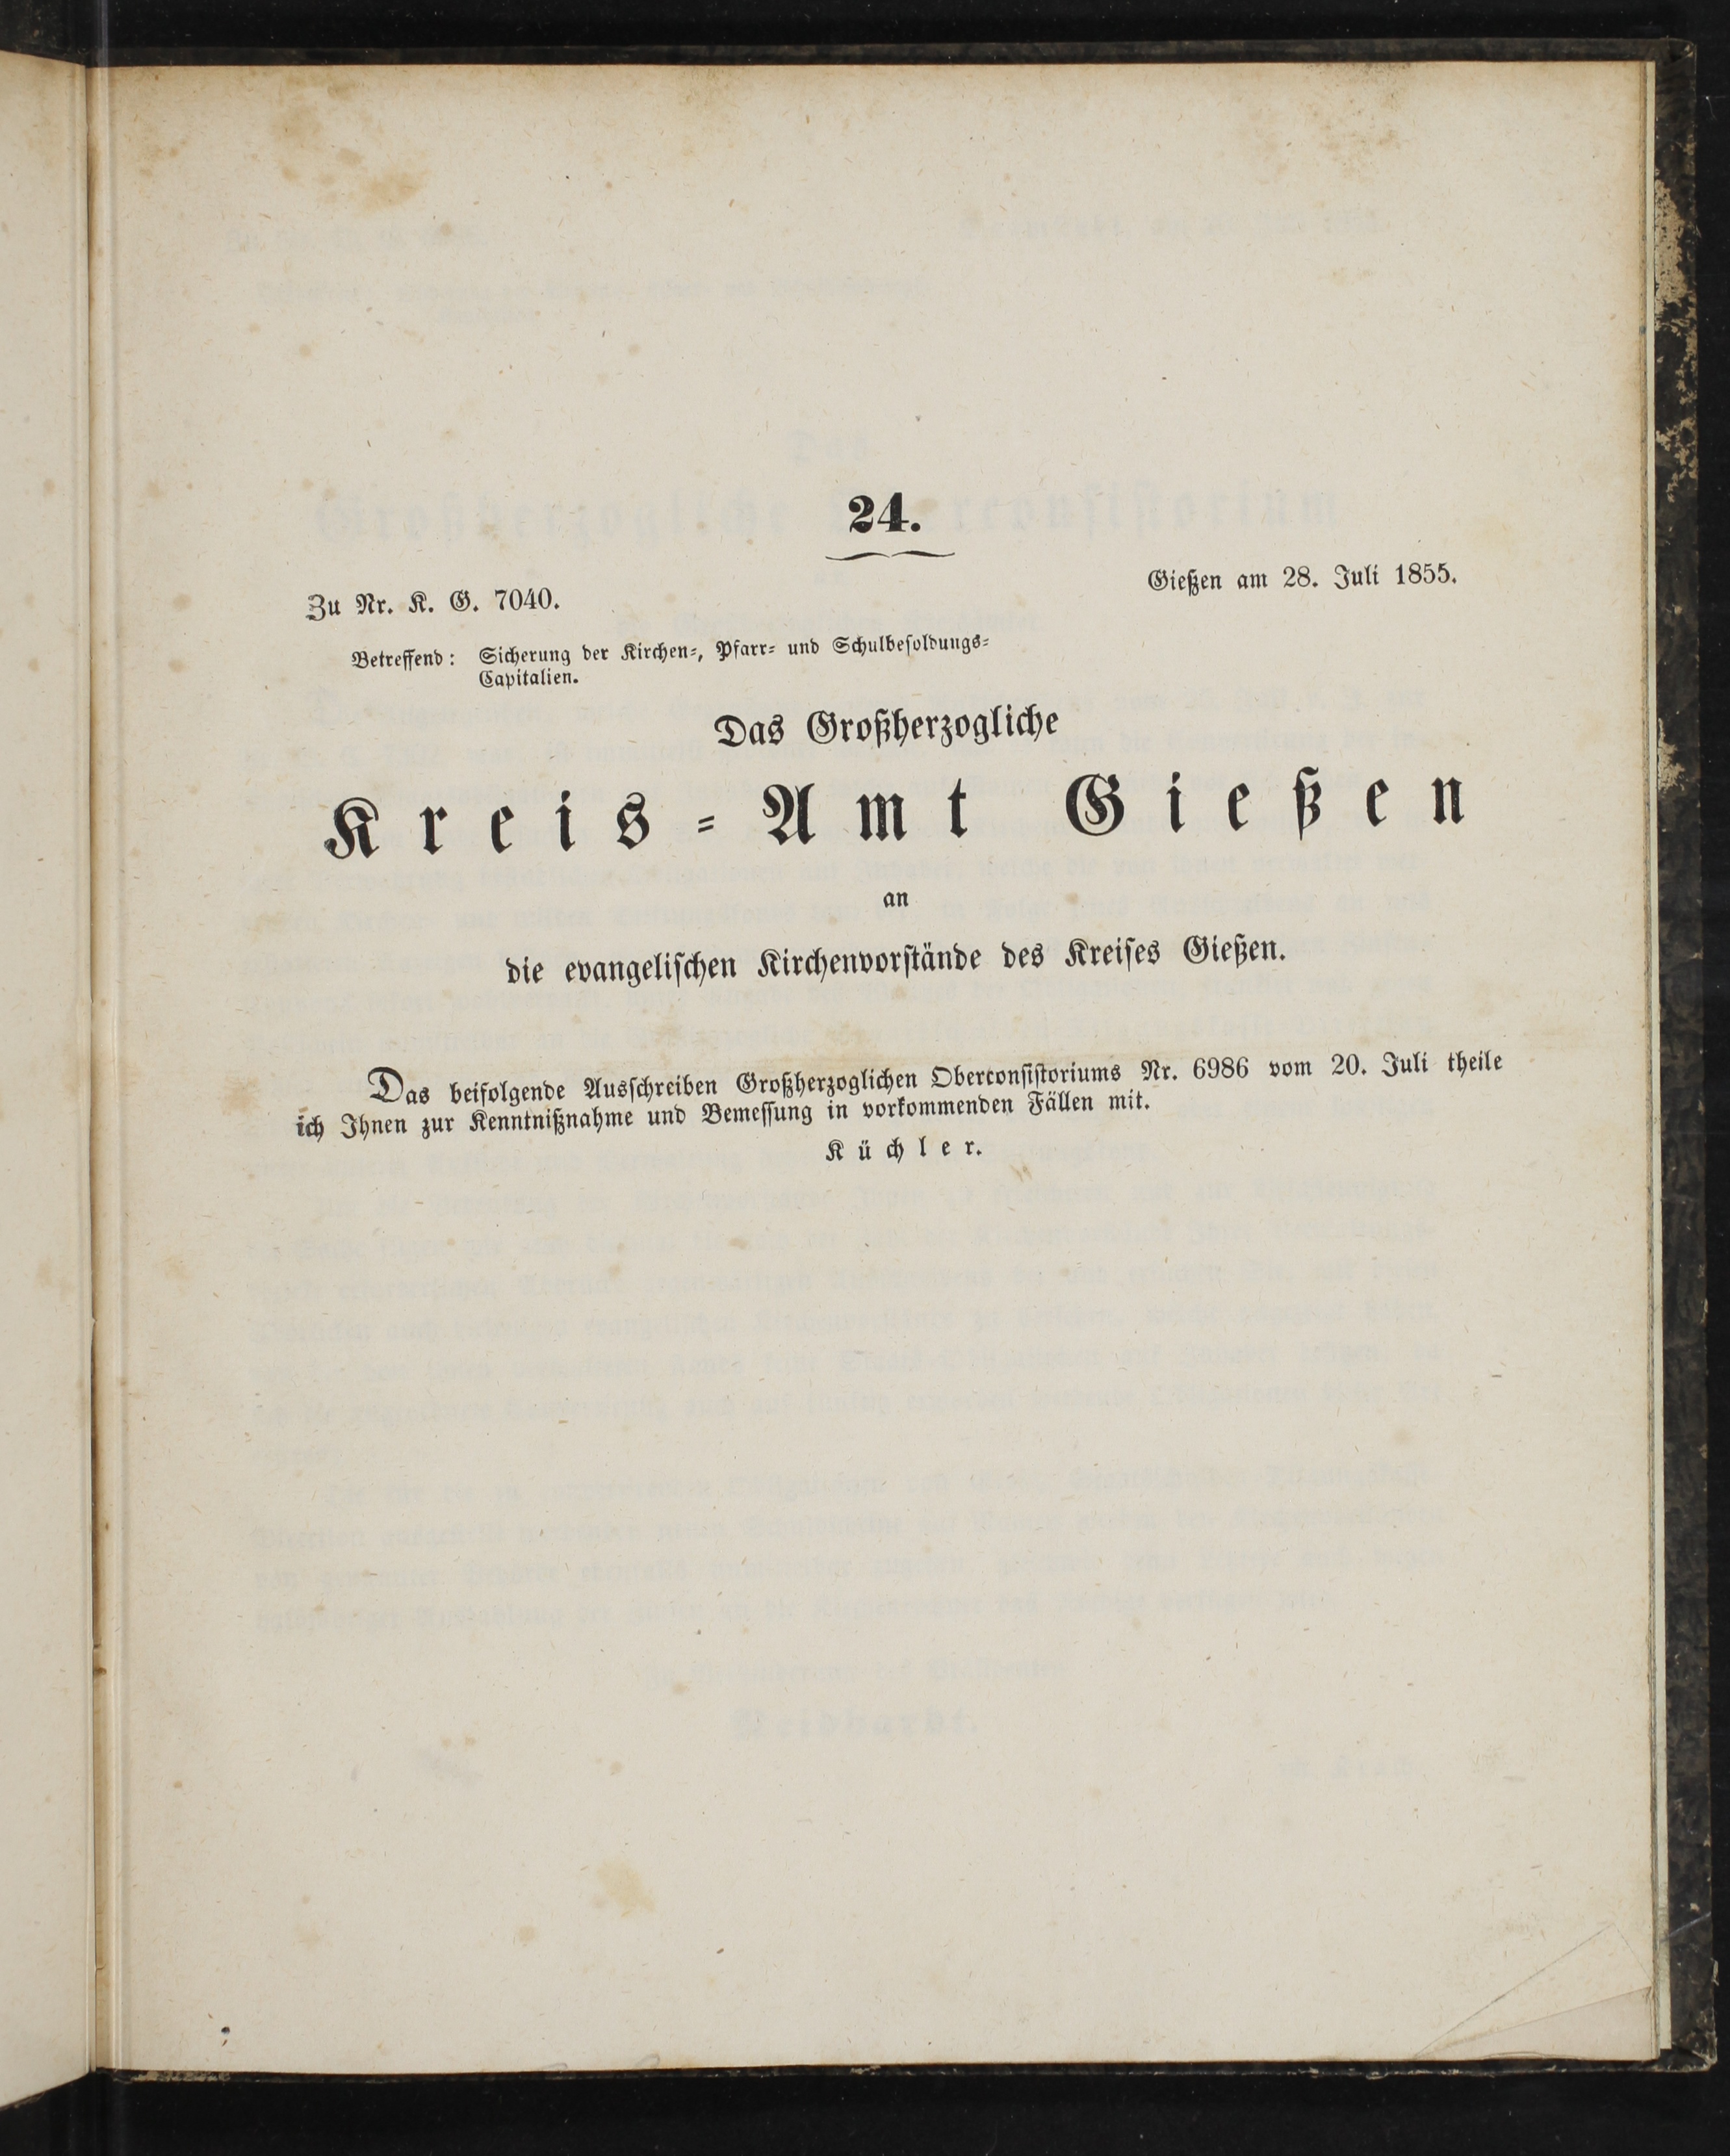 24.
Zu Nr. K. G. 7040.
Gießen am 28. Juli 1855.
Betreffend: Sicherung der Kirchen-, Pfarr- und Schulbesoldungs-
Capitalien.
Das Großherzogliche
Kreis-Amt Gießen
an
die evangelischen Kirchenvorstände des Kreises Gießen.
Das beifolgende Ausschreiben Großherzoglichen Oberconsistoriums Nr. 6986 vom 20. Juli theile
ich Ihnen zur Kenntnißnahme und Bemessung in vorkommenden Fällen mit.
Küchler.